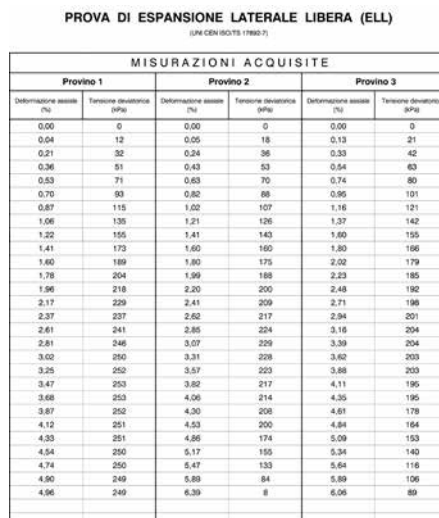 PROVA DI ESPANSIONE LATERALE LIBERA (ELL)
(UNI CEN ISO/TS 17892-7)
MISURAZIONI ACQUISITE
Provino 1 Provino 2 Provino 3
Deformazione assiale (%) Tensione deviatorica (kPa) Deformazione assiale (%) Tensione deviatorica (kPa) Deformazione assiale (%) Tensione deviatorica (kPa)
0,00 0 0,00 0 0,00 0
0,04 12 0,05 18 0,13 21
0,21 32 0,24 36 0,33 42
0,36 51 0,43 53 0,54 63
0,53 71 0,63 70 0,74 80
0,70 93 0,82 88 0,95 101
0,87 115 1,02 107 1,16 121
1,06 135 1,21 126 1,37 142
1,22 155 1,41 143 1,60 155
1,41 173 1,60 160 1,80 166
1,60 189 1,80 175 2,02 179
1,78 204 1,99 188 2,23 185
1,96 218 2,20 200 2,48 192
2,17 229 2,41 209 2,71 198
2,37 237 2,62 217 2,94 201
2,61 241 2,85 224 3,16 204
2,81 246 3,07 229 3,39 204
3,02 250 3,31 228 3,62 203
3,25 252 3,57 223 3,88 203
3,47 253 3,82 217 4,11 195
3,68 253 4,06 214 4,35 195
3,87 252 4,30 208 4,61 178
4,12 251 4,53 200 4,84 164
4,33 251 4,86 174 5,09 153
4,54 250 5,17 155 5,34 140
4,74 250 5,47 133 5,64 116
4,90 249 5,89 84 5,89 106
4,96 249 6,39 8 6,06 89